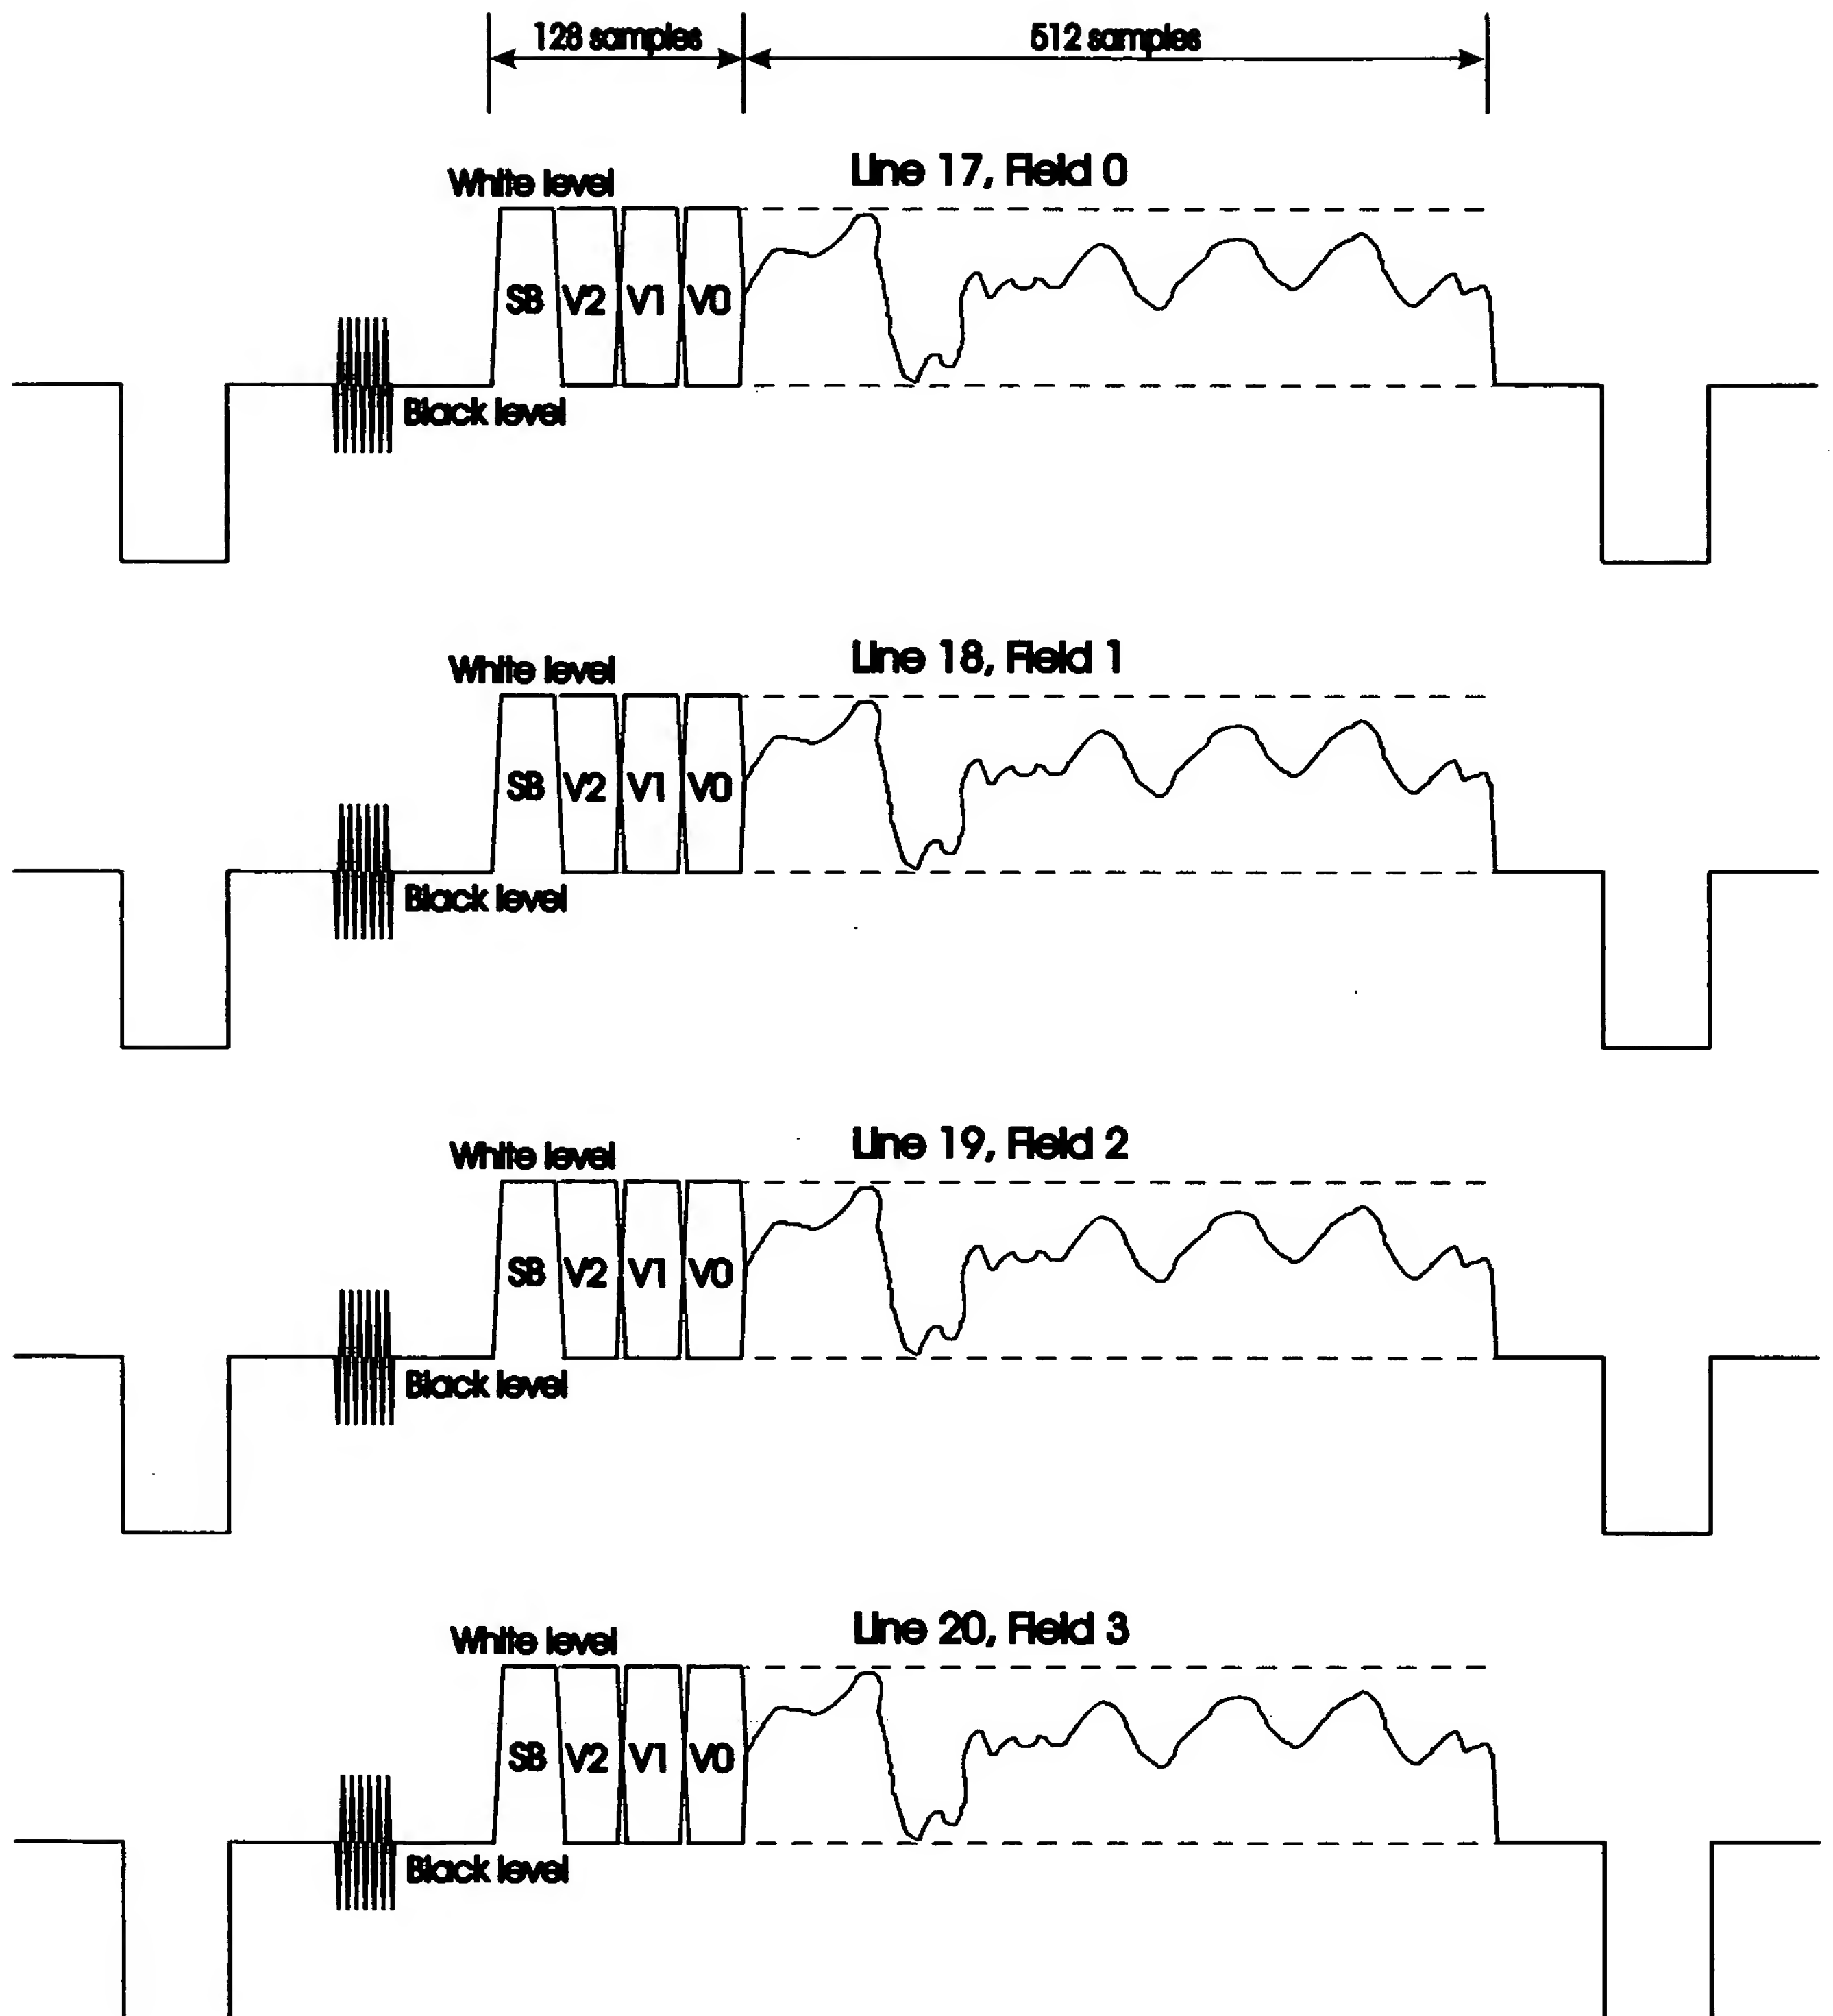 128 samples 512 samples
Line 17, Field 0
White level
SB V2 V1 V0
Black level
Line 18, Field 1
White level
SB V2 V1 V0
Black level
Line 19, Field 2
White level
SB V2 V1 V0
Black level
Line 20, Field 3
White level
SB V2 V1 V0
Black level